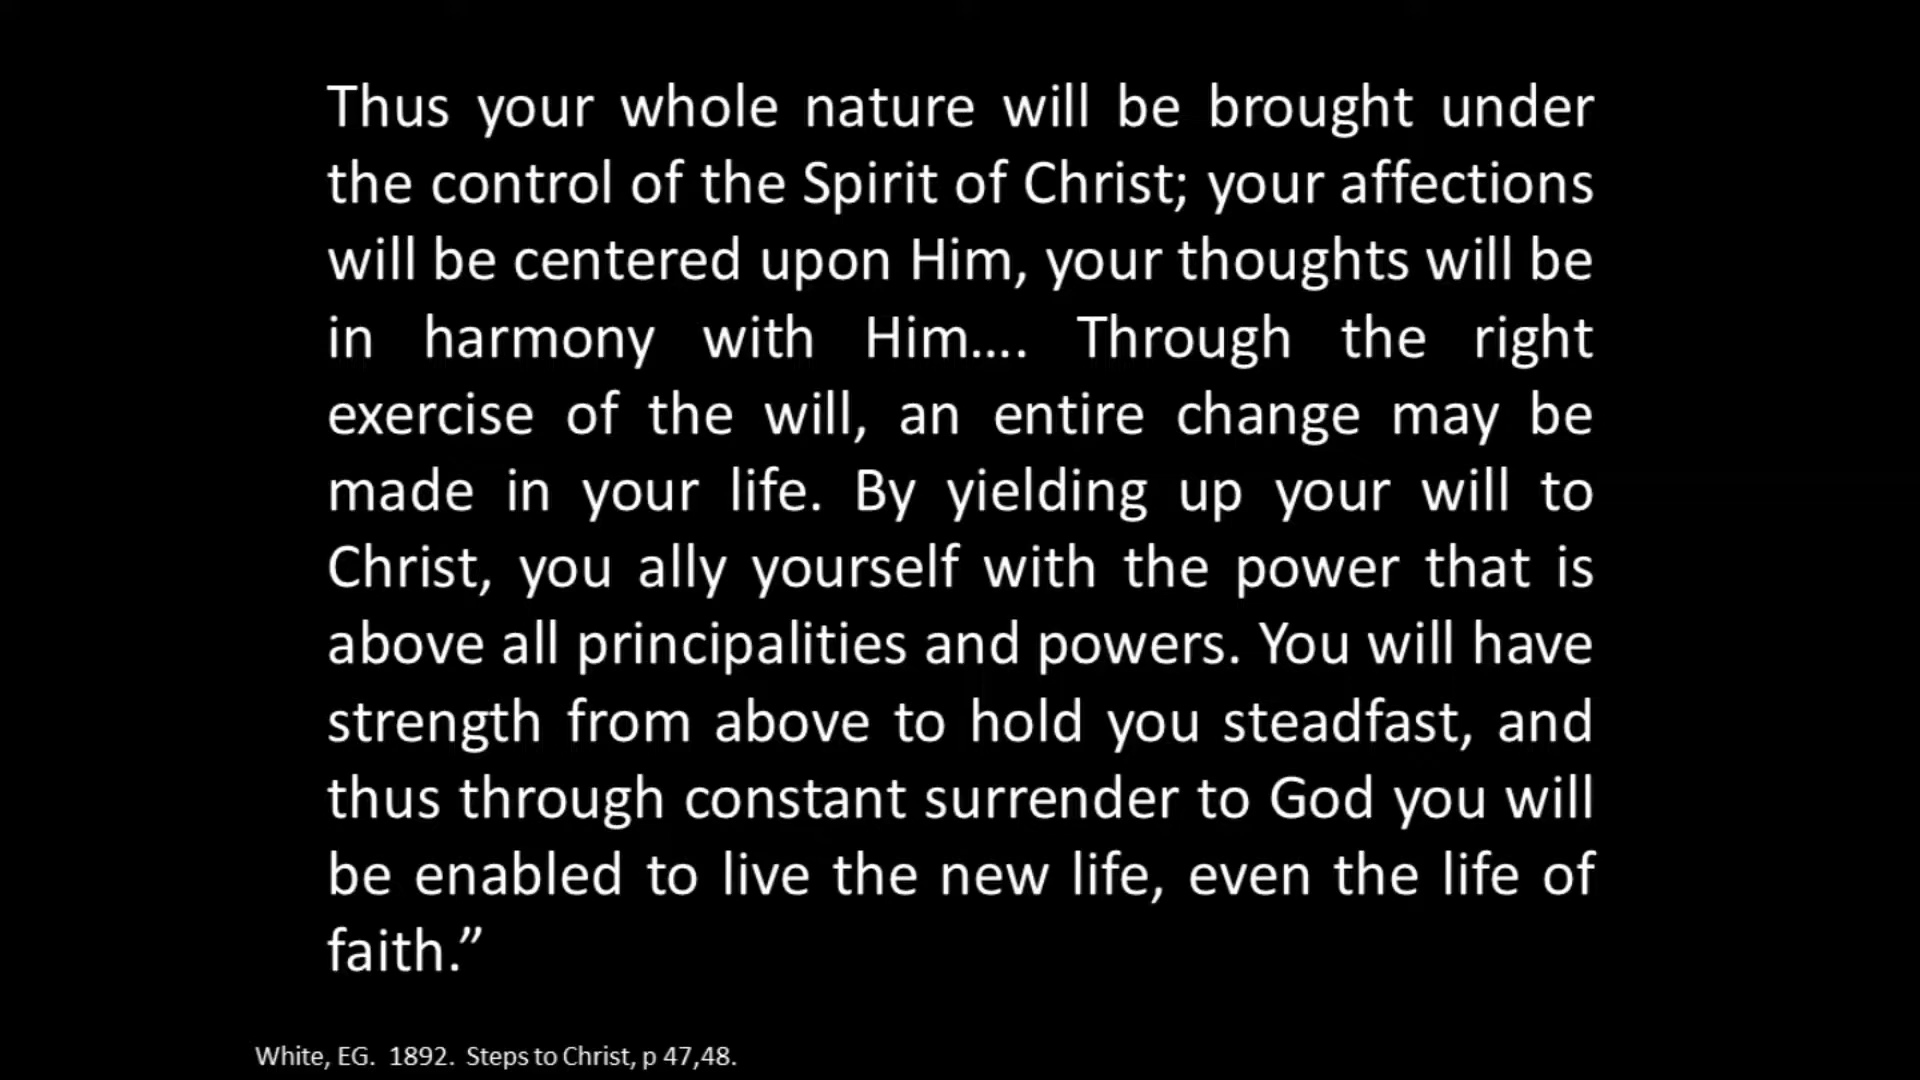 Thus your whole nature will be brought under
the control of the Spirit of Christ; your affections
will be centered upon Him, your thoughts will be
in harmony with Him.... Through the right
exercise of the will, an entire change may be
made in your life. By yielding up your will to
Christ, you ally yourself with the power that is
above all principalities and powers. You will have
strength from above to hold you steadfast, and
thus through constant surrender to God you will
be enabled to live the new life, even the life of
faith.”
White, EG. 1892. Steps to Christ, p 47,48.